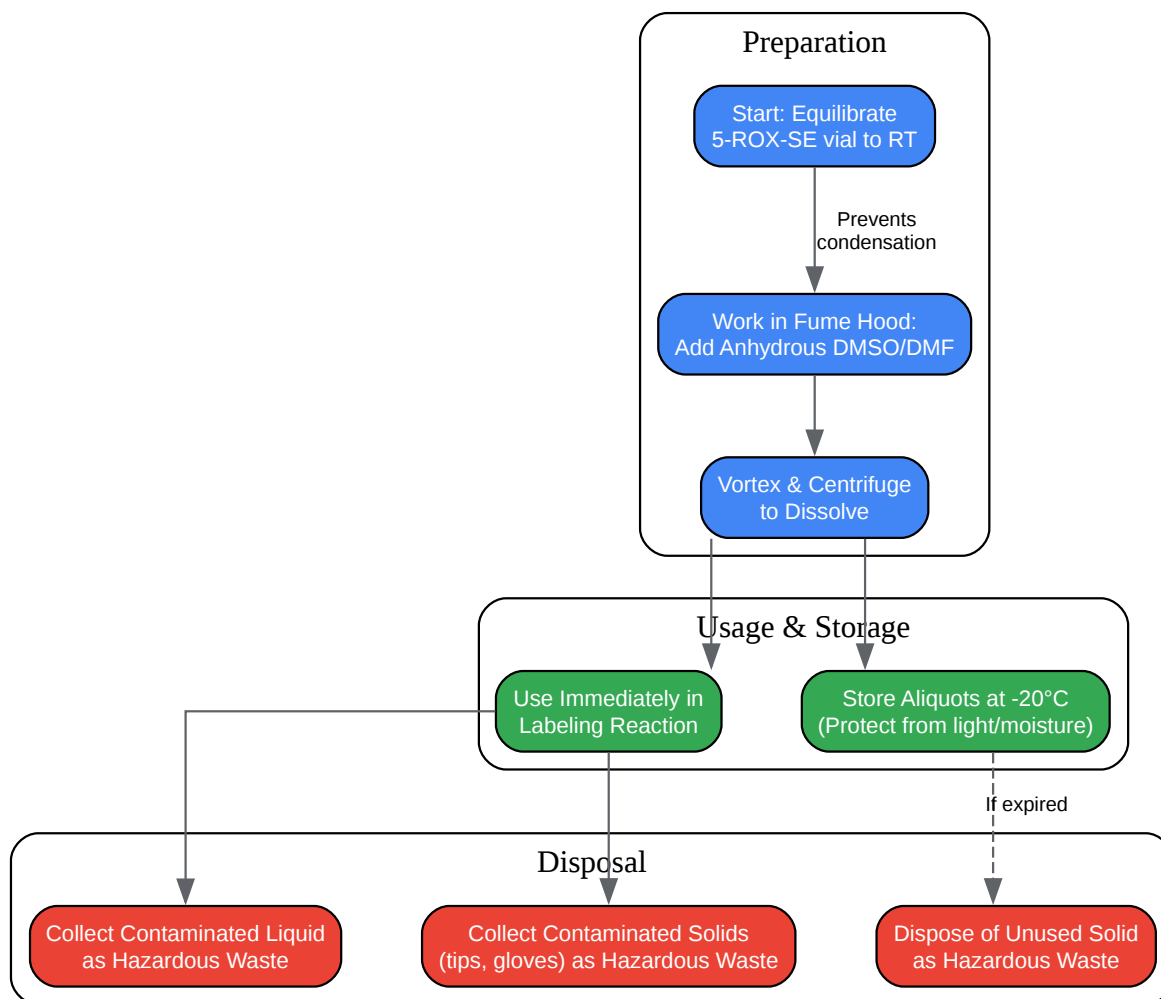 Preparation
Start: Equilibrate
5-ROX-SE vial to RT
Prevents
condensation
Work in Fume Hood:
Add Anhydrous DMSO/DMF
Vortex & Centrifuge
to Dissolve
Usage & Storage
Use Immediately in
Labeling Reaction
Store Aliquots at -20°C
(Protect from light/moisture)
If expired
Disposal
Collect Contaminated Liquid
as Hazardous Waste
Collect Contaminated Solids
(tips, gloves) as Hazardous Waste
Dispose of Unused Solid
as Hazardous Waste